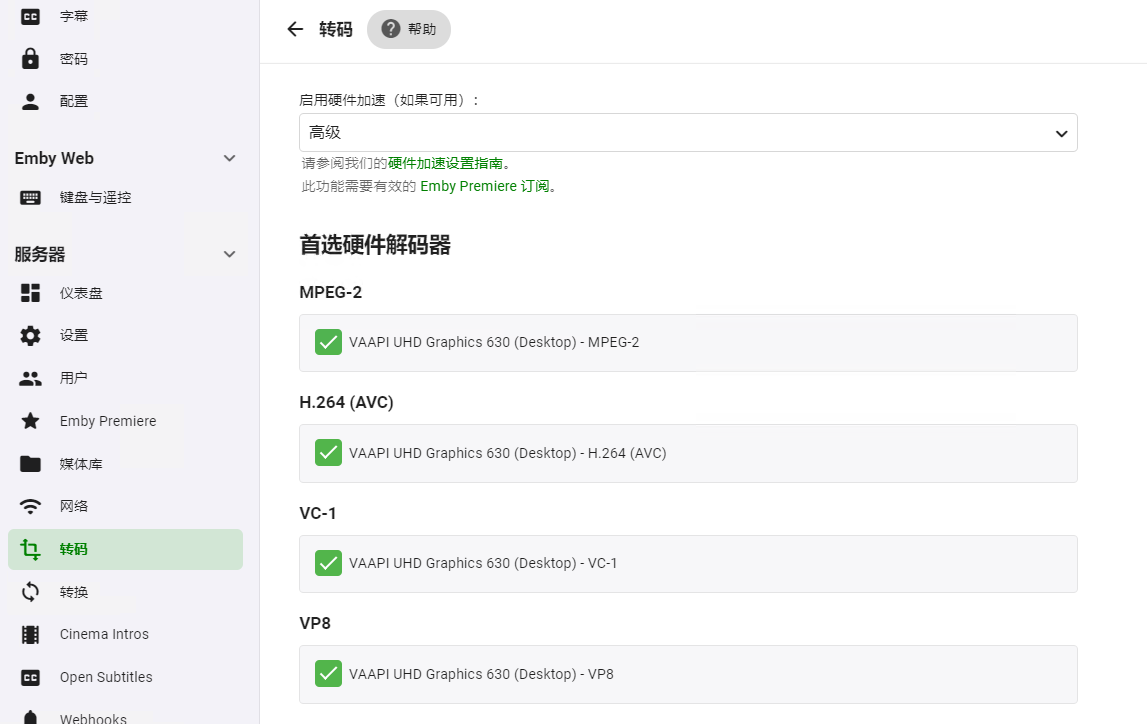 字幕
密码
配置
Emby Web
键盘与遥控
服务器
仪表盘
设置
用户
Emby Premiere
媒体库
网络
转码
转换
Cinema Intros
Open Subtitles
Webhooks
转码
帮助
启用硬件加速（如果可用）：
高级
请参阅我们的硬件加速设置指南。
此功能需要有效的 Emby Premiere 订阅。
首选硬件解码器
MPEG-2
VAAPI UHD Graphics 630 (Desktop) - MPEG-2
H.264 (AVC)
VAAPI UHD Graphics 630 (Desktop) - H.264 (AVC)
VC-1
VAAPI UHD Graphics 630 (Desktop) - VC-1
VP8
VAAPI UHD Graphics 630 (Desktop) - VP8